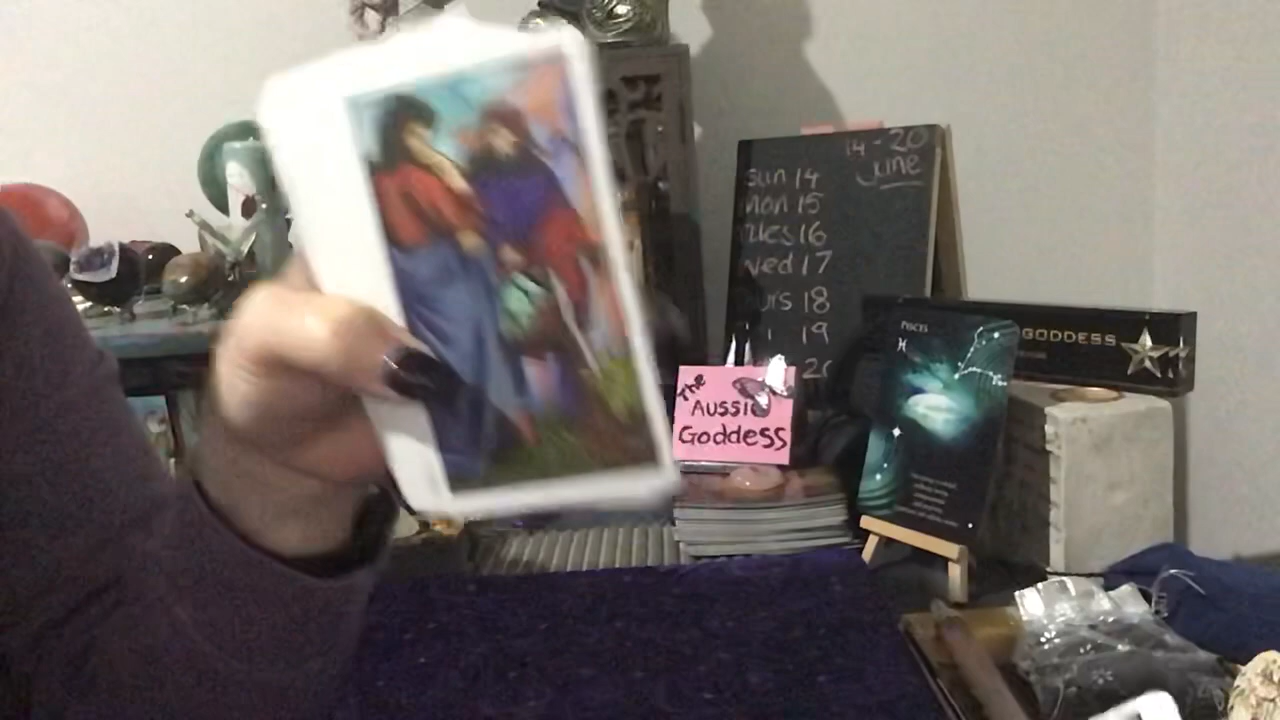 14 - 20
June
Sun 14
Mon 15
Tues 16
Wed 17
Thurs 18
19
20
GODDESS
PISCES
The
AUSSIE
Goddess